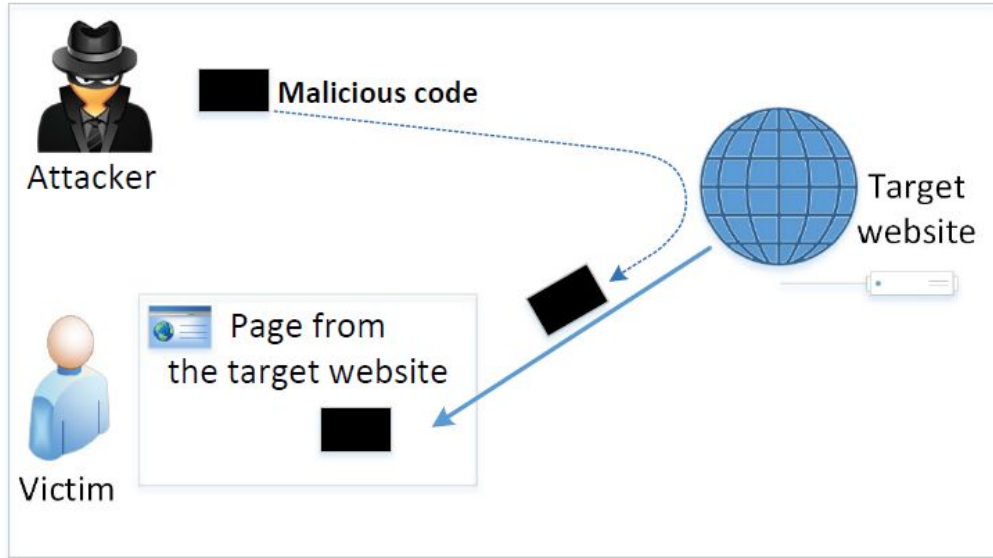 Malicious code
Attacker
Target
website
Page from
the target website
Victim